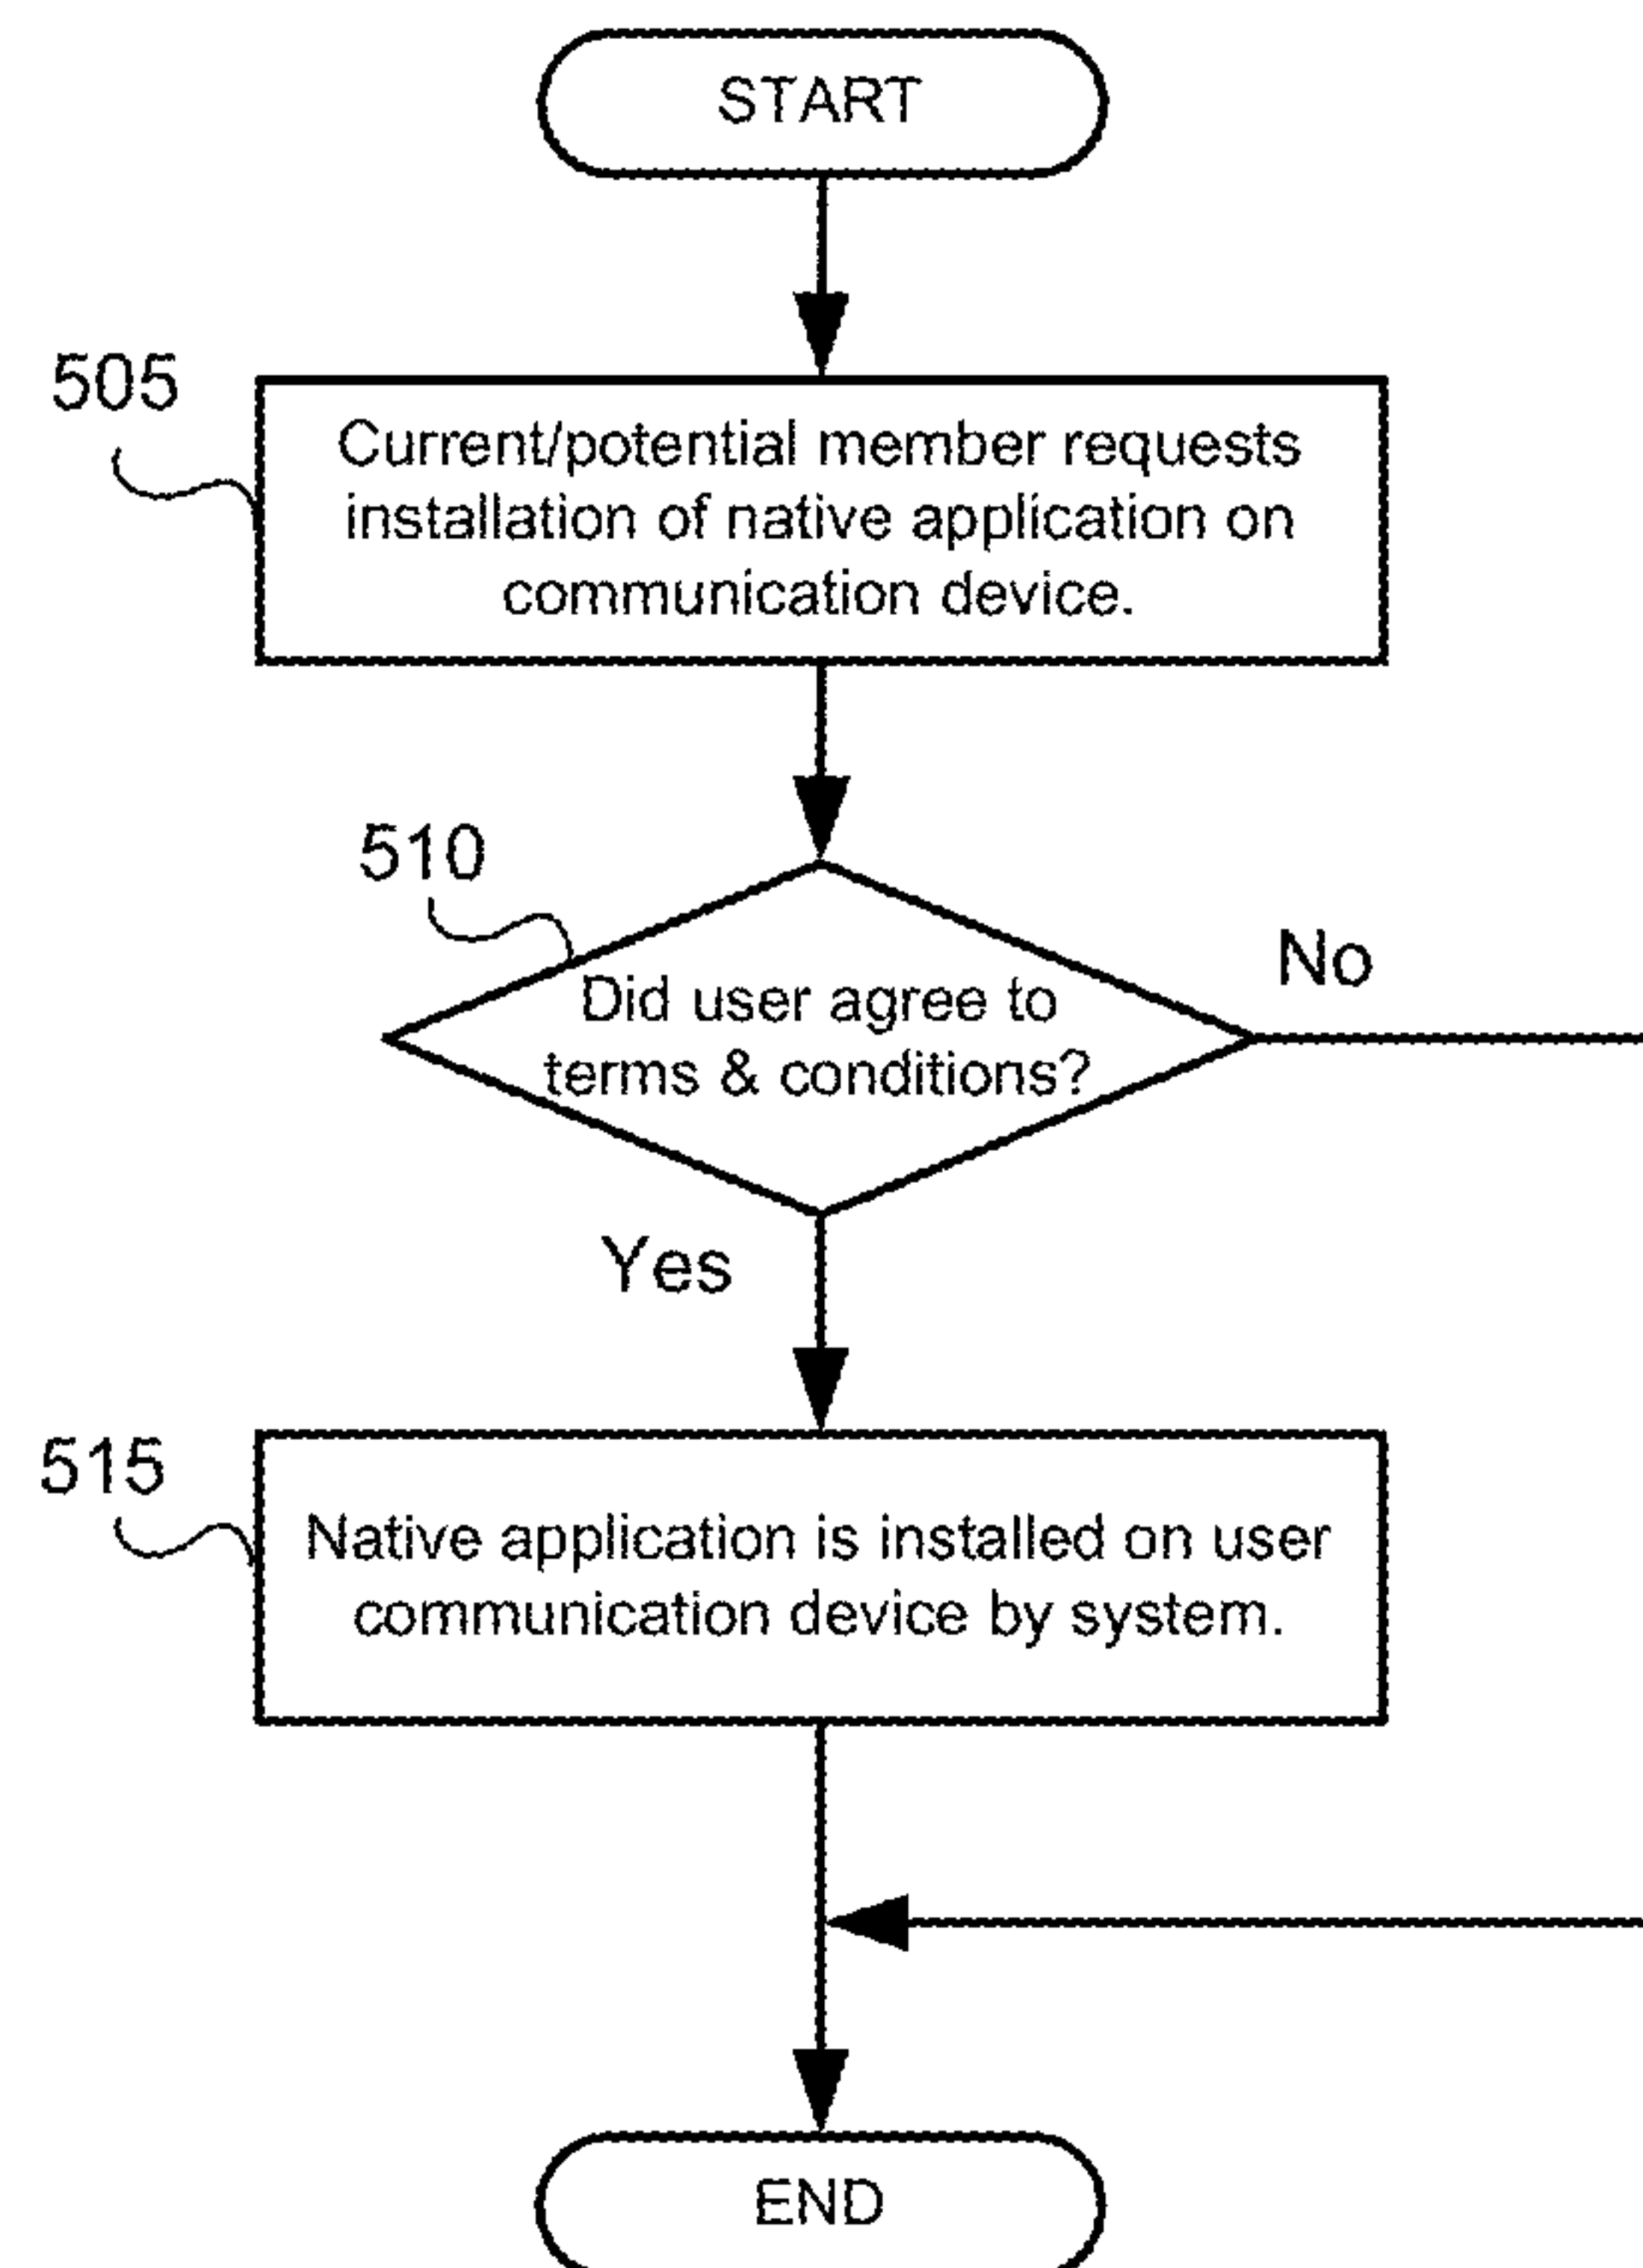 START
505
Current/potential member requests
installation of native application on
communication device.
510
Did user agree to
terms & conditions?
No
Yes
515
Native application is installed on user
communication device by system.
END